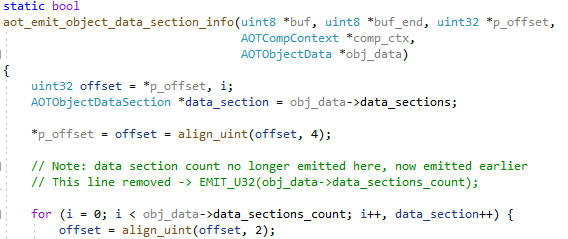 static bool
aot_emit_object_data_section_info(uint8 *buf, uint8 *buf_end, uint32 *p_offset,
AOTCompContext *comp_ctx,
AOTObjectData *obj_data)
{
uint32 offset = *p_offset, i;
AOTObjectDataSection *data_section = obj_data->data_sections;
*p_offset = offset = align_uint(offset, 4);
// Note: data section count no longer emitted here, now emitted earlier
// This line removed -> EMIT_U32(obj_data->data_sections_count);
for (i = 0; i < obj_data->data_sections_count; i++, data_section++) {
offset = align_uint(offset, 2);